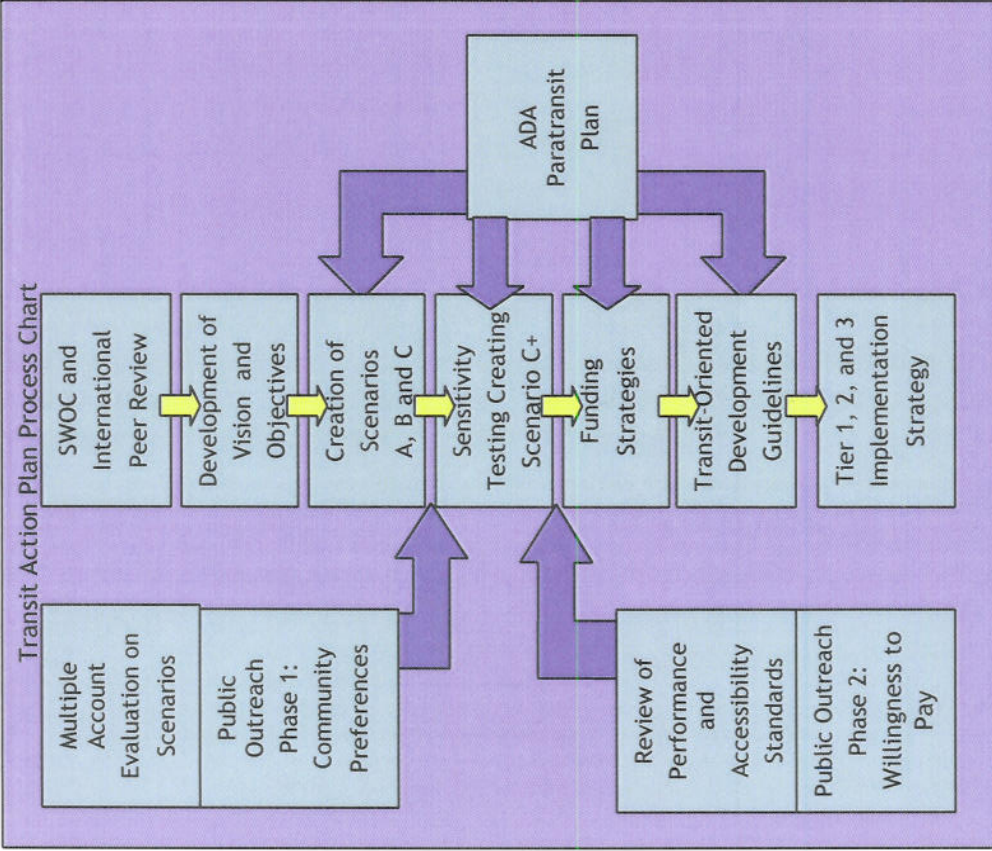 Transit Action Plan Process Chart
Multiple
Account
Evaluation on
Scenarios
Public
Outreach
Phase 1:
Community
Preferences
Review of
Performance
and
Accessibility
Standards
Public Outreach
Phase 2:
Willingness to
Pay
SWOC and
International
Peer Review
Development of
Vision and
Objectives
Creation of
Scenarios
A, B and C
Sensitivity
Testing Creating
Scenario C+
Funding
Strategies
Transit-Oriented
Development
Guidelines
Tier 1, 2, and 3
Implementation
Strategy
ADA
Paratransit
Plan